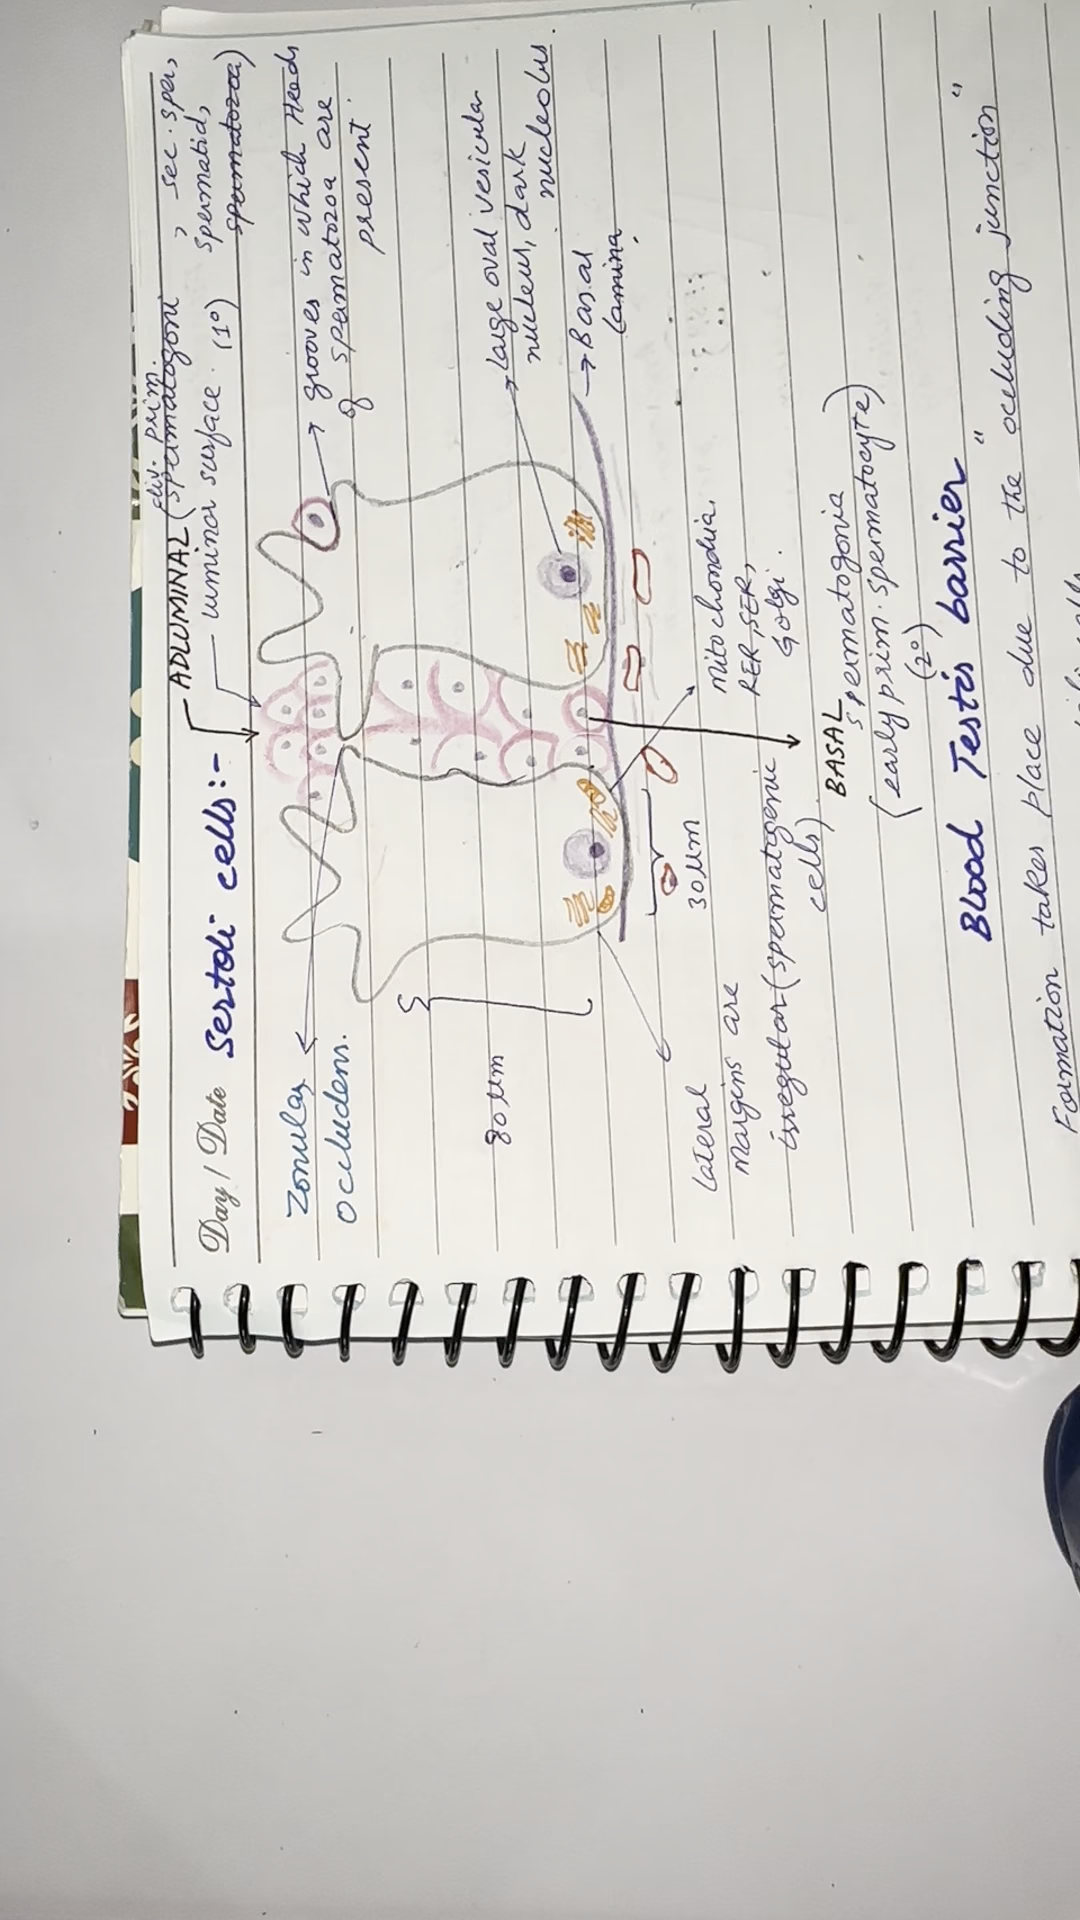 ADLUMINAL (spermatogoni
div. prim.
, sec. sper,
spermatid,
spermatozoa)
luminar surface. (1°)
Day / Date
Sertoli cells:-
Zonular
Occludens.
grooves in which Heads
of spermatozoa are
present.
Large oval vesicular
nucleus, dark
nucleolus.
Basal
lamina.
80 µm
30 µm
mitochondria,
RER, SER,
Golgi.
lateral
margins are
irregular (spermatogenic
cells)
BASAL
spermatogonia
(early prim. spermatocyte)
(2°)
Blood Testis barrier"
Formation takes place due to the "occluding junction"